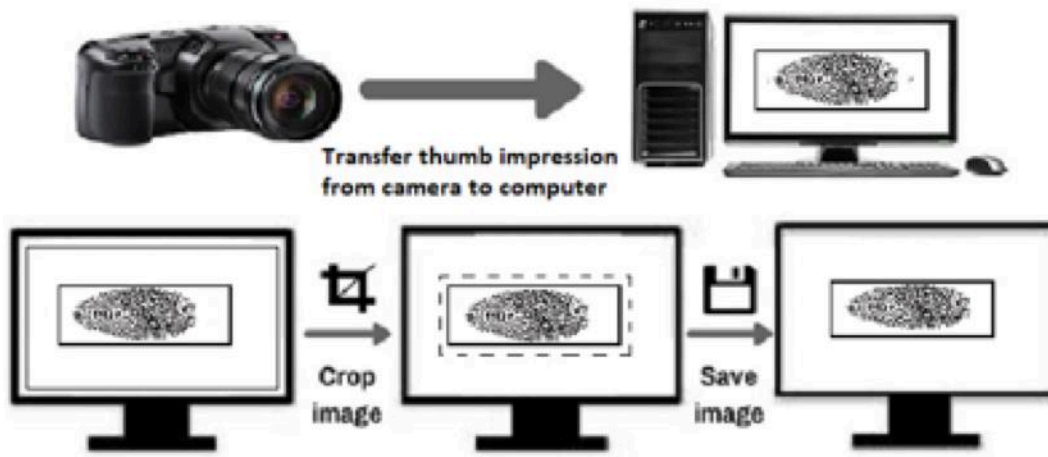 Transfer thumb impression
from camera to computer
Crop
image
Save
image